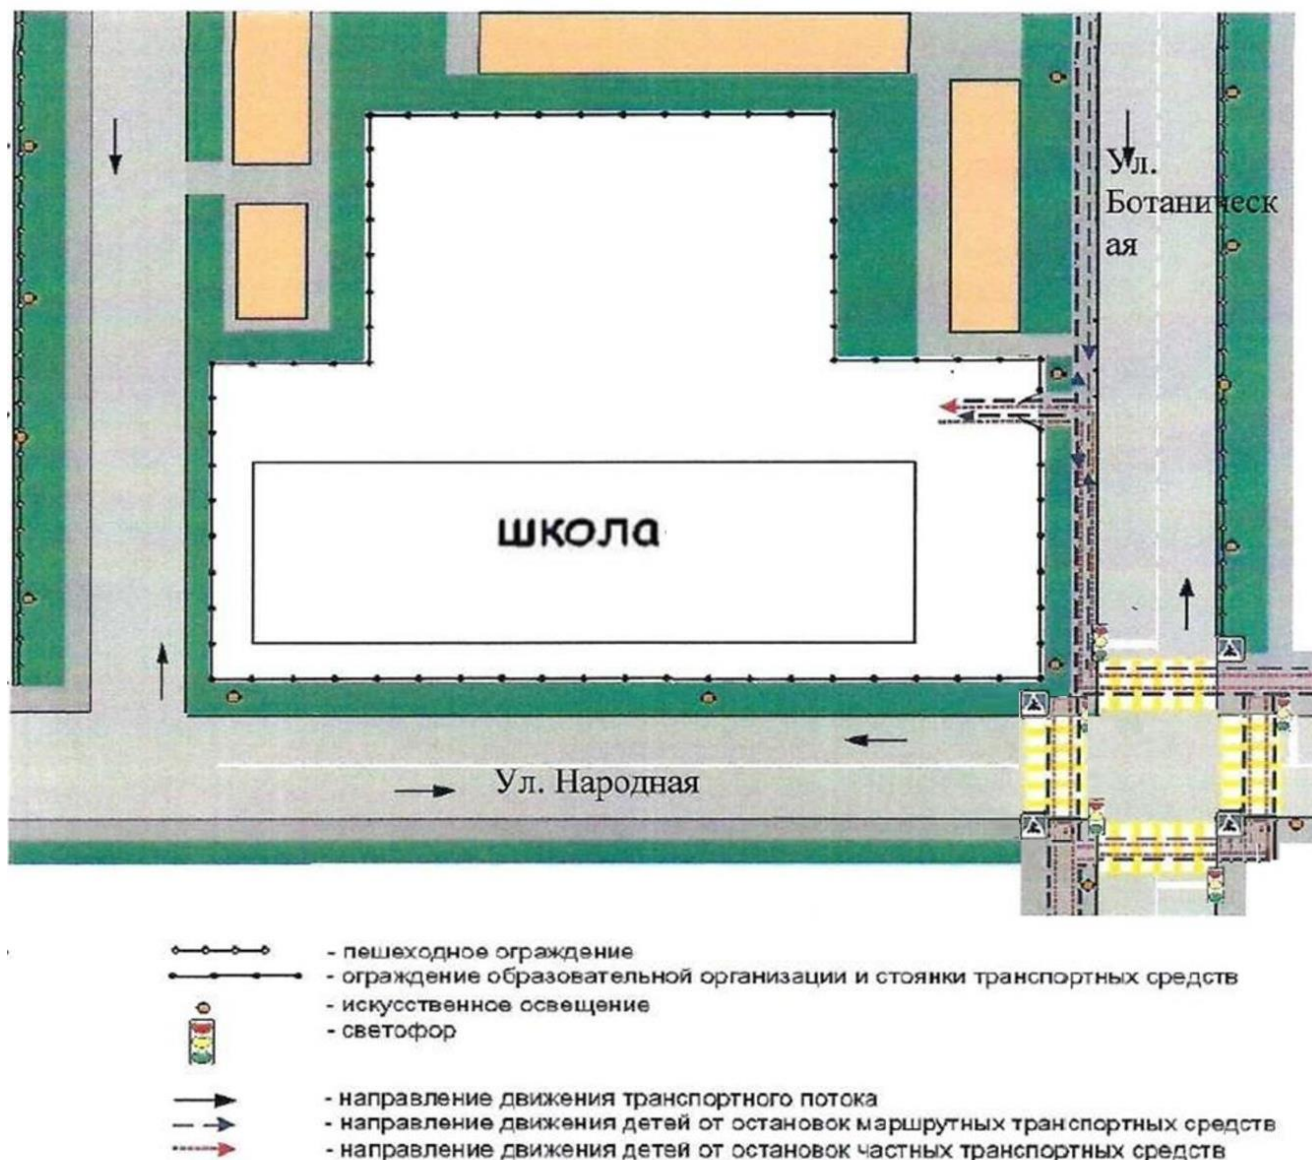 Ул.
Ботаническ
ая
школа
Ул. Народная
- пешеходное ограждение
- ограждение образовательной организации и стоянки транспортных средств
- искусственное освещение
- светофор
- направление движения транспортного потока
- направление движения детей от остановок маршрутных транспортных средств
- направление движения детей от остановок частных транспортных средств